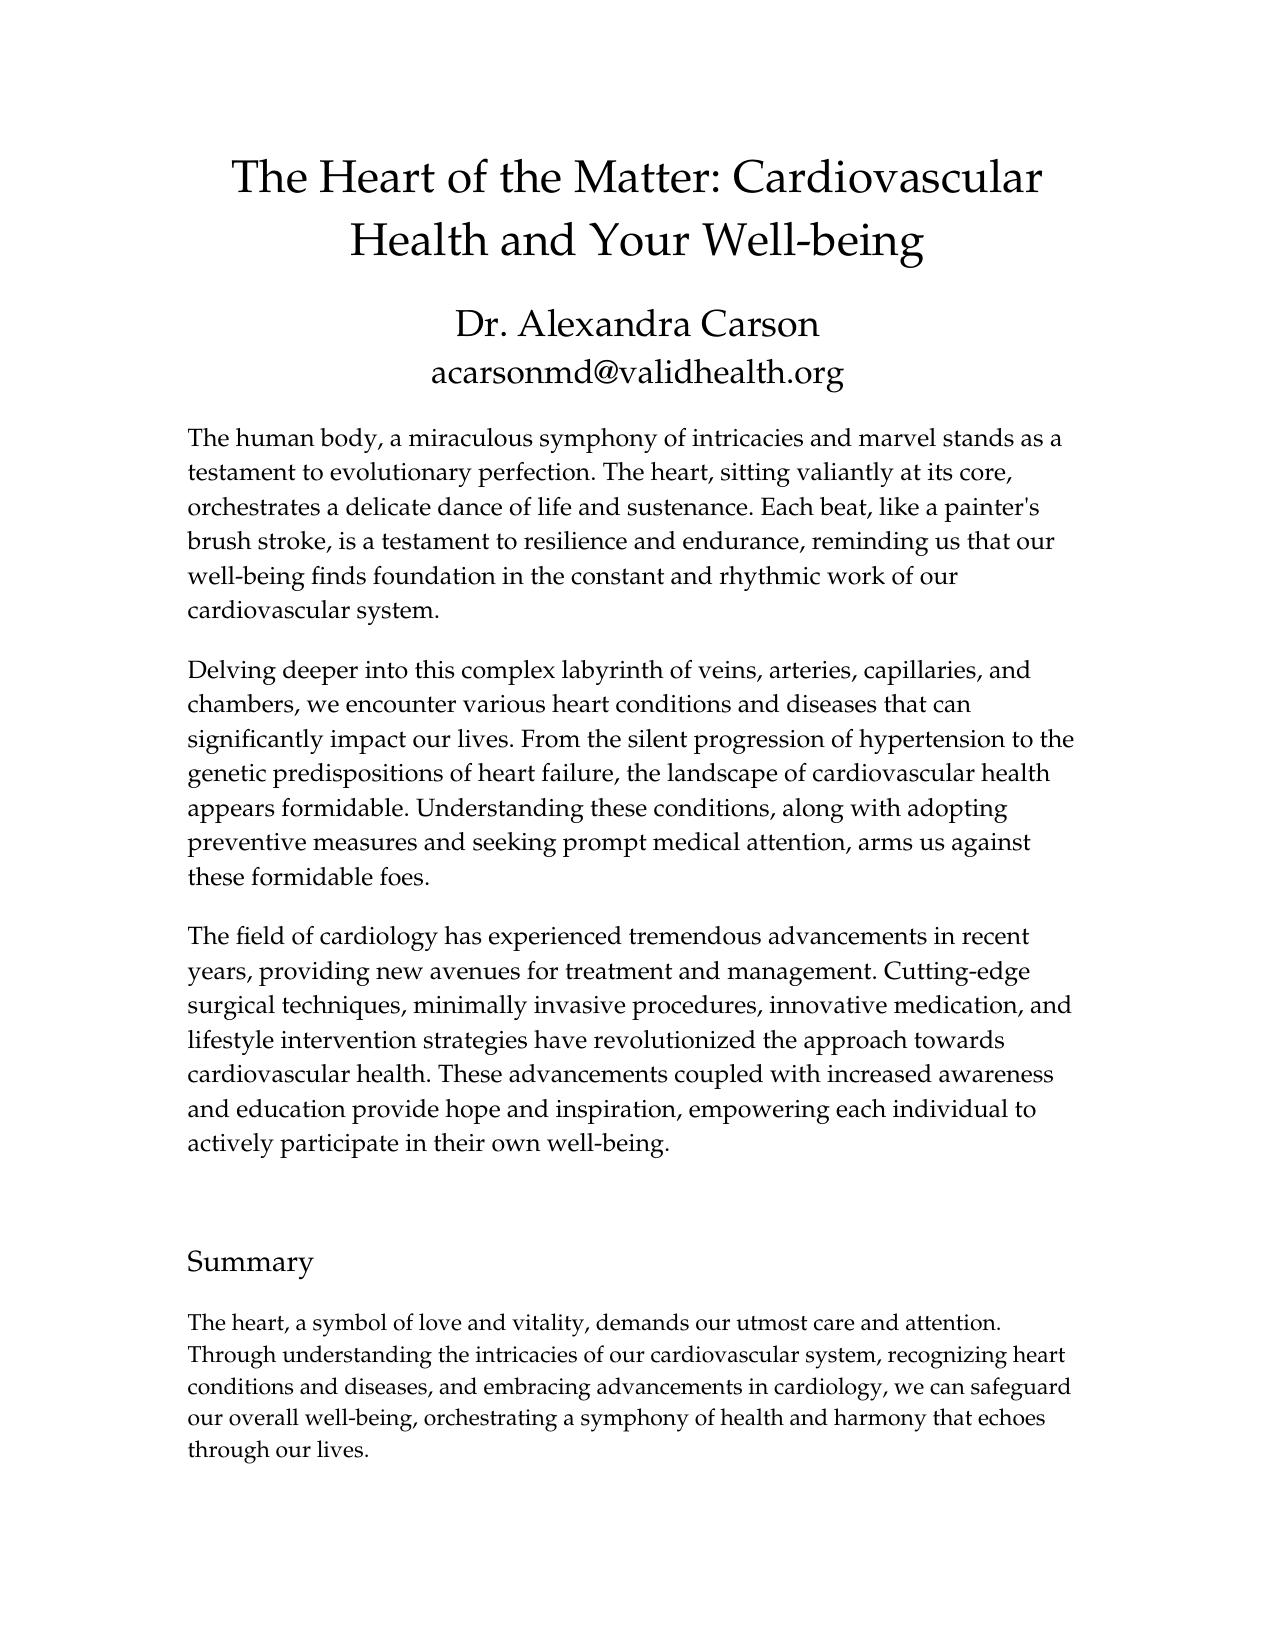 The Heart of the Matter: Cardiovascular
Health and Your Well-being
Dr. Alexandra Carson
acarsonmd@validhealth.org
The human body, a miraculous symphony of intricacies and marvel stands as a
testament to evolutionary perfection. The heart, sitting valiantly at its core,
orchestrates a delicate dance of life and sustenance. Each beat, like a painter's
brush stroke, is a testament to resilience and endurance, reminding us that our
well-being finds foundation in the constant and rhythmic work of our
cardiovascular system.
Delving deeper into this complex labyrinth of veins, arteries, capillaries, and
chambers, we encounter various heart conditions and diseases that can
significantly impact our lives. From the silent progression of hypertension to the
genetic predispositions of heart failure, the landscape of cardiovascular health
appears formidable. Understanding these conditions, along with adopting
preventive measures and seeking prompt medical attention, arms us against
these formidable foes.
The field of cardiology has experienced tremendous advancements in recent
years, providing new avenues for treatment and management. Cutting-edge
surgical techniques, minimally invasive procedures, innovative medication, and
lifestyle intervention strategies have revolutionized the approach towards
cardiovascular health. These advancements coupled with increased awareness
and education provide hope and inspiration, empowering each individual to
actively participate in their own well-being.
Summary
The heart, a symbol of love and vitality, demands our utmost care and attention.
Through understanding the intricacies of our cardiovascular system, recognizing heart
conditions and diseases, and embracing advancements in cardiology, we can safeguard
our overall well-being, orchestrating a symphony of health and harmony that echoes
through our lives.